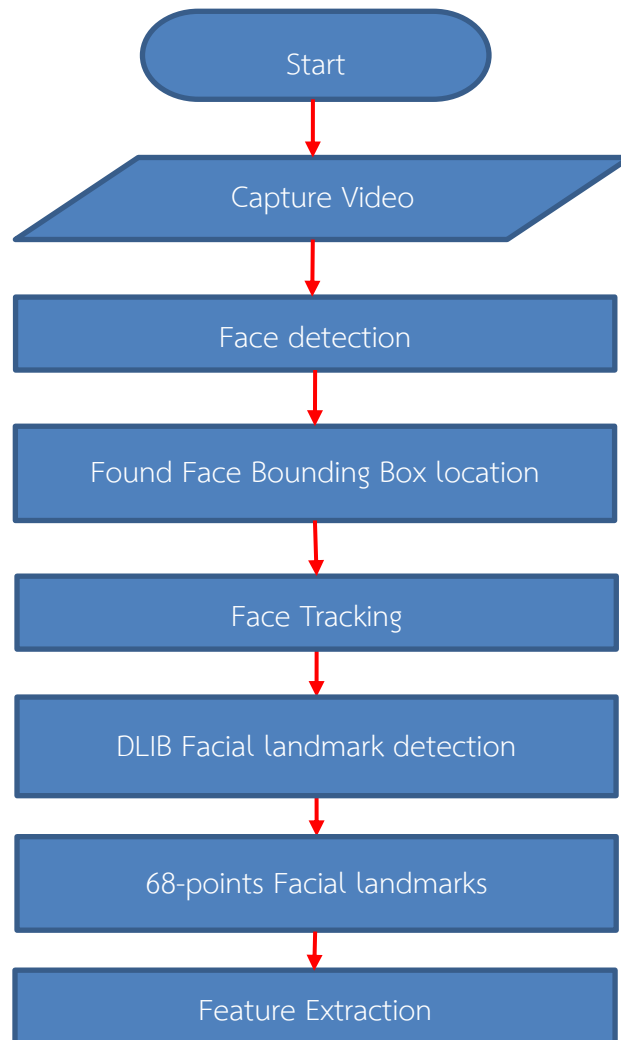 Start
Capture Video
Face detection
Found Face Bounding Box location
Face Tracking
DLIB Facial landmark detection
68-points Facial landmarks
Feature Extraction